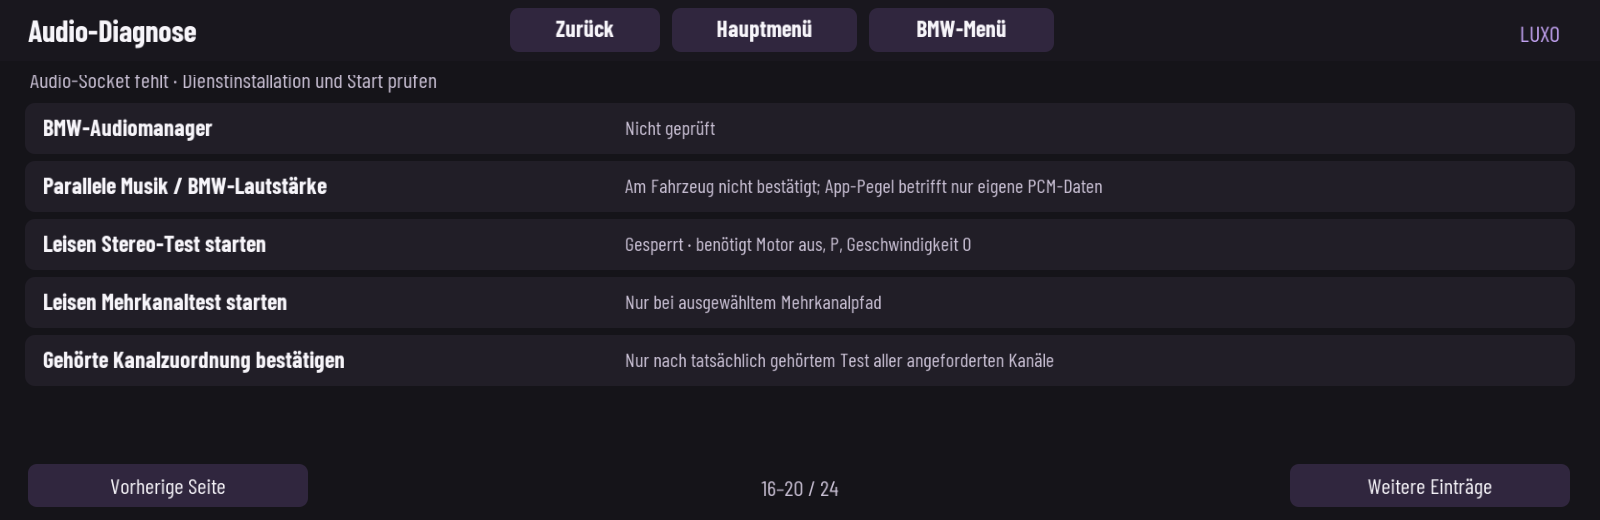 Audio-Diagnose
Zurück
Hauptmenü
BMW-Menü
LUXO
Audio-Socket fehlt · Dienstinstallation und Start prüfen
BMW-Audiomanager
Nicht geprüft
Parallele Musik / BMW-Lautstärke
Am Fahrzeug nicht bestätigt; App-Pegel betrifft nur eigene PCM-Daten
Leisen Stereo-Test starten
Gesperrt · benötigt Motor aus, P, Geschwindigkeit 0
Leisen Mehrkanaltest starten
Nur bei ausgewähltem Mehrkanalpfad
Gehörte Kanalzuordnung bestätigen
Nur nach tatsächlich gehörtem Test aller angeforderten Kanäle
Vorherige Seite
16–20 / 24
Weitere Einträge